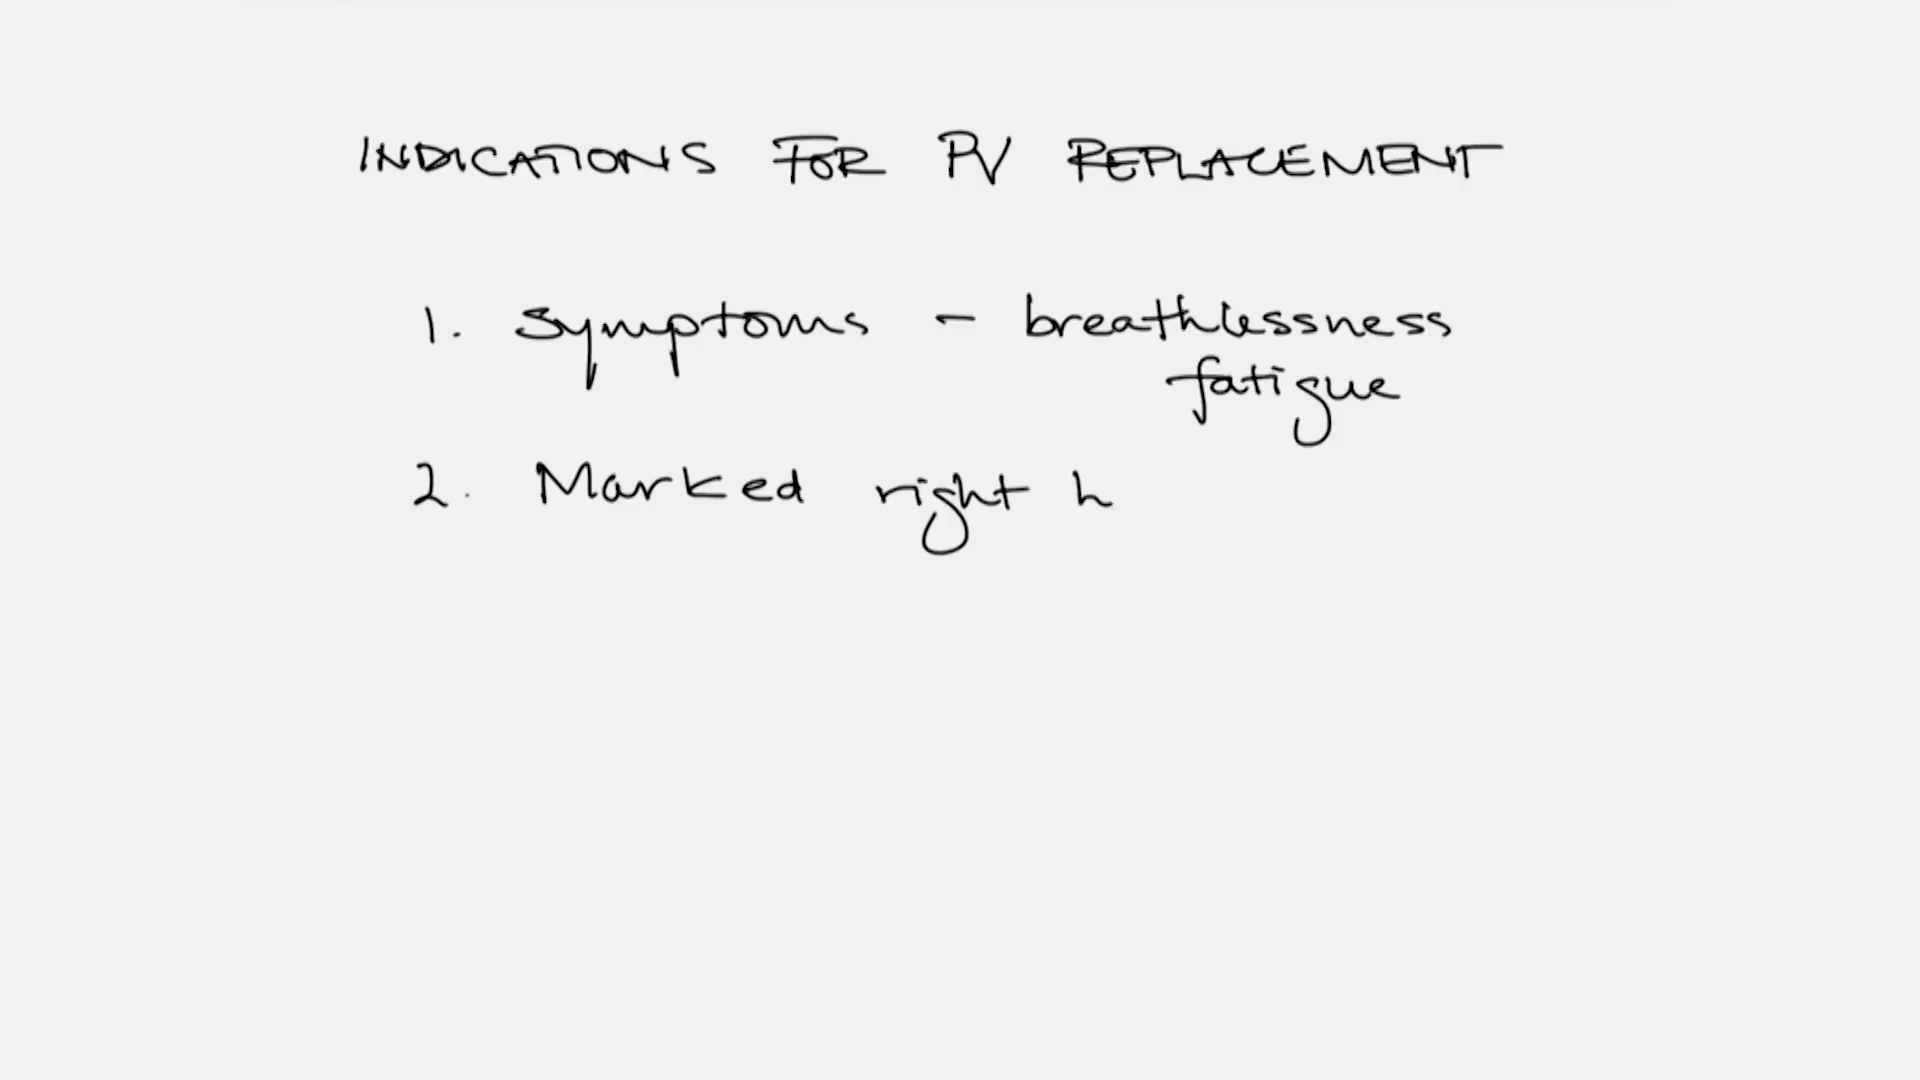 INDICATIONS FOR PV REPLACEMENT
1. Symptoms - breathlessness
fatigue
2. Marked right h